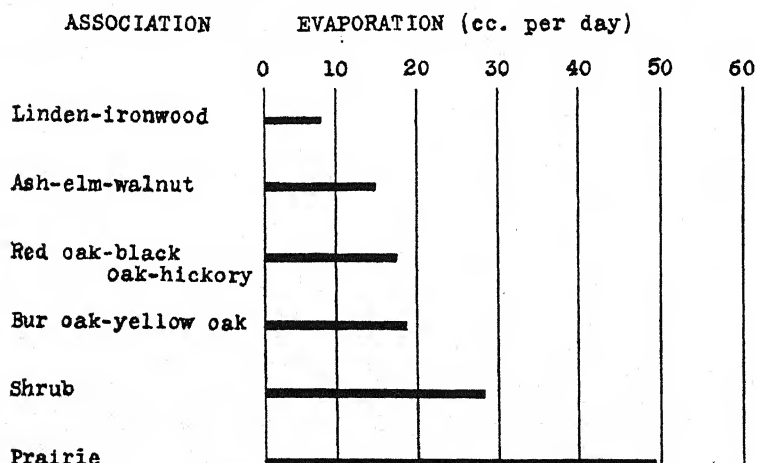 ASSOCIATION EVAPORATION (cc. per day)
0 10 20 30 40 50 60
Linden-ironwood
Ash-elm-walnut
Red oak-black
oak-hickory
Bur oak-yellow oak
Shrub
Prairie